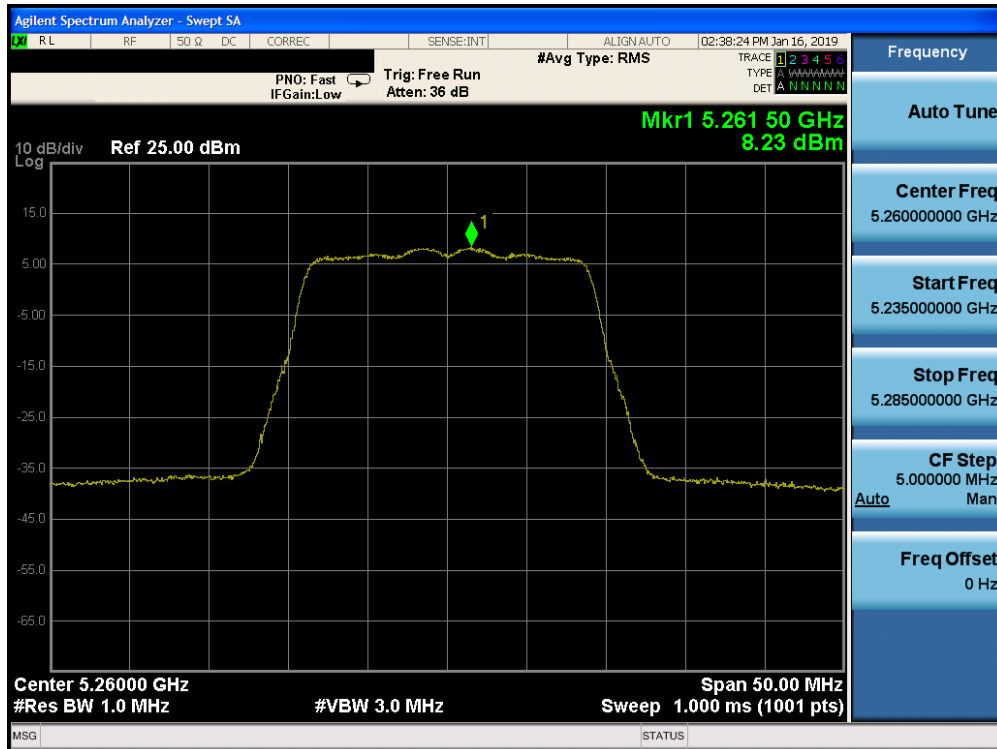 Agilent Spectrum Analyzer - Swept SA
LXI RL RF 50 Ω DC CORREC SENSE:INT ALIGN AUTO 02:38:24 PM Jan 16, 2019
#Avg Type: RMS TRACE 1 2 3 4 5 6
PNO: Fast Trig: Free Run TYPE A WWWWW
IFGain:Low Atten: 36 dB DET A N N N N N
Mkr1 5.261 50 GHz
10 dB/div Ref 25.00 dBm 8.23 dBm
Log
15.0
1
5.00
-5.00
-15.0
-25.0
-35.0
-45.0
-55.0
-65.0
Center 5.26000 GHz Span 50.00 MHz
#Res BW 1.0 MHz #VBW 3.0 MHz Sweep 1.000 ms (1001 pts)
MSG STATUS
Frequency
Auto Tune
Center Freq
5.260000000 GHz
Start Freq
5.235000000 GHz
Stop Freq
5.285000000 GHz
CF Step
5.000000 MHz
Auto Man
Freq Offset
0 Hz